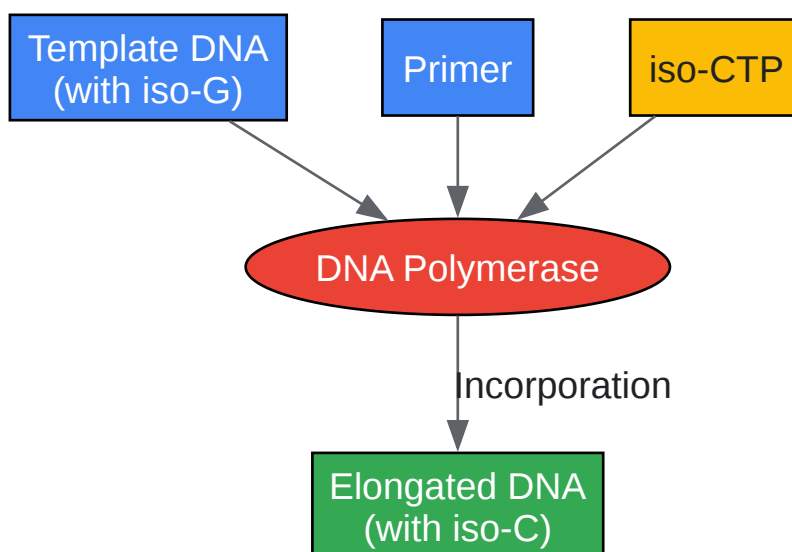 Template DNA
(with iso-G)
Primer
iso-CTP
DNA Polymerase
Incorporation
Elongated DNA
(with iso-C)